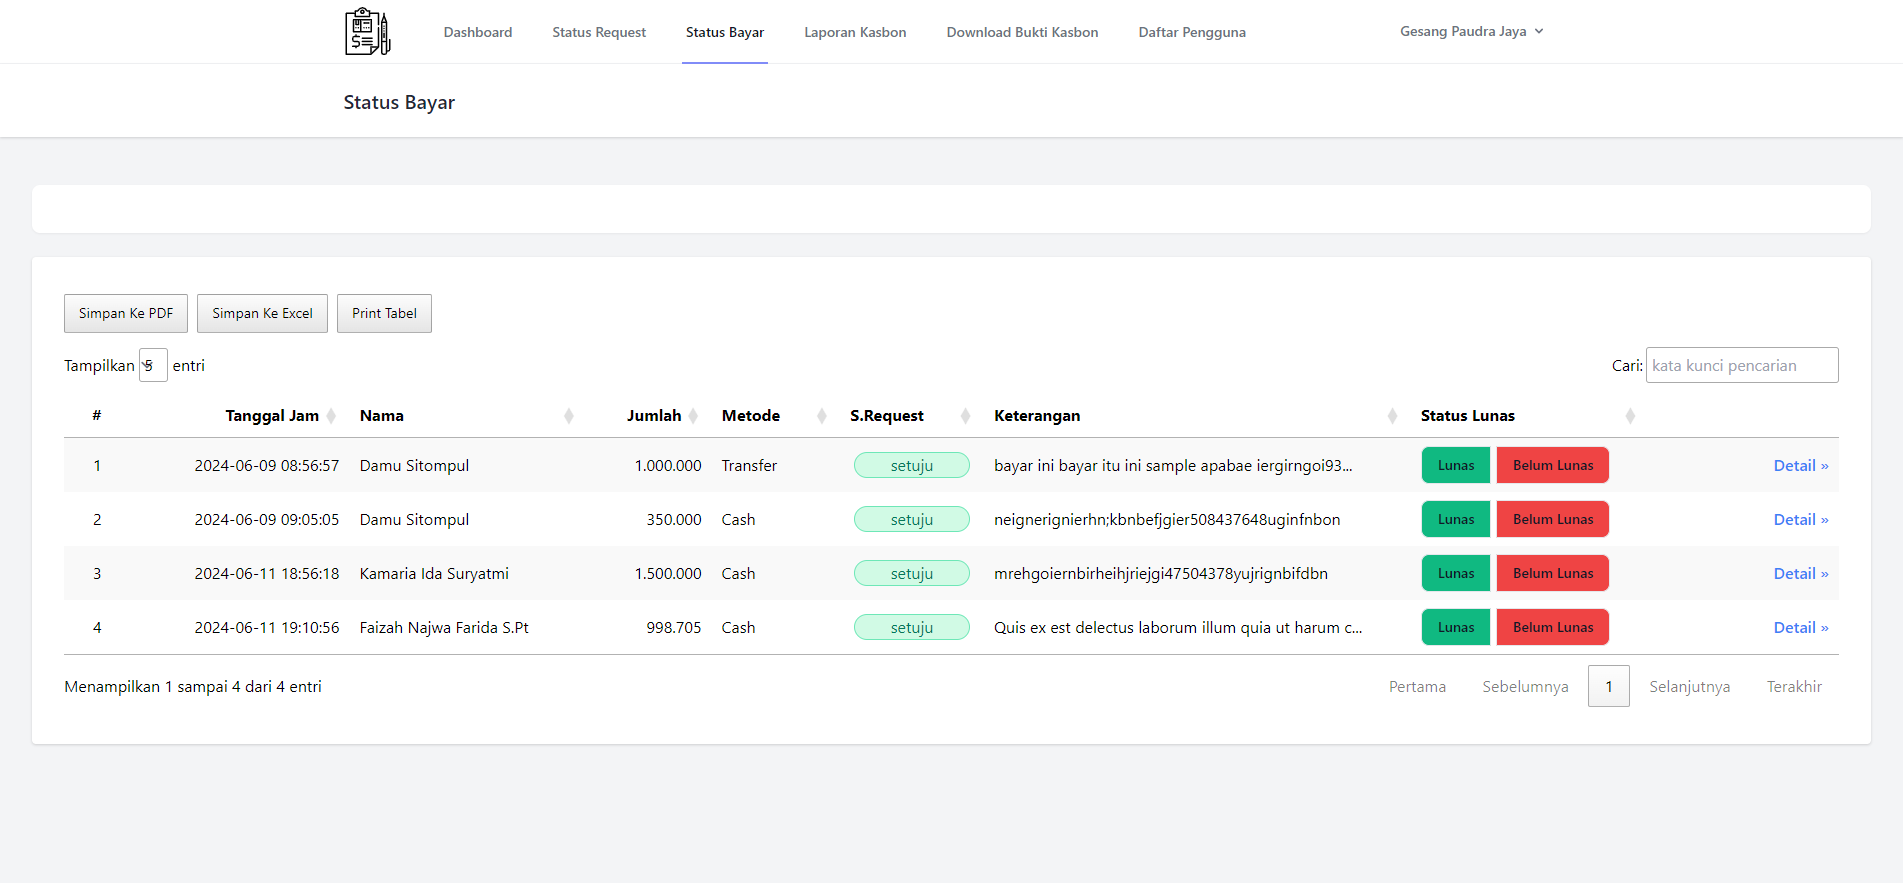 Dashboard Status Request Status Bayar Laporan Kasbon Download Bukti Kasbon Daftar Pengguna Gesang Paudra Jaya
Status Bayar
Simpan Ke PDF Simpan Ke Excel Print Tabel
Tampilkan 5 entri Cari: kata kunci pencarian
# Tanggal Jam Nama Jumlah Metode S.Request Keterangan Status Lunas
1 2024-06-09 08:56:57 Damu Sitompul 1.000.000 Transfer setuju bayar ini bayar itu ini sample apabae iergirngoi93... Lunas Belum Lunas Detail »
2 2024-06-09 09:05:05 Damu Sitompul 350.000 Cash setuju neignerignierhn;kbnbefjgier508437648uginfnbon Lunas Belum Lunas Detail »
3 2024-06-11 18:56:18 Kamaria Ida Suryatmi 1.500.000 Cash setuju mrehgoiernbirheihjriejgi47504378yujrignbifdbn Lunas Belum Lunas Detail »
4 2024-06-11 19:10:56 Faizah Najwa Farida S.Pt 998.705 Cash setuju Quis ex est delectus laborum illum quia ut harum c... Lunas Belum Lunas Detail »
Menampilkan 1 sampai 4 dari 4 entri Pertama Sebelumnya 1 Selanjutnya Terakhir